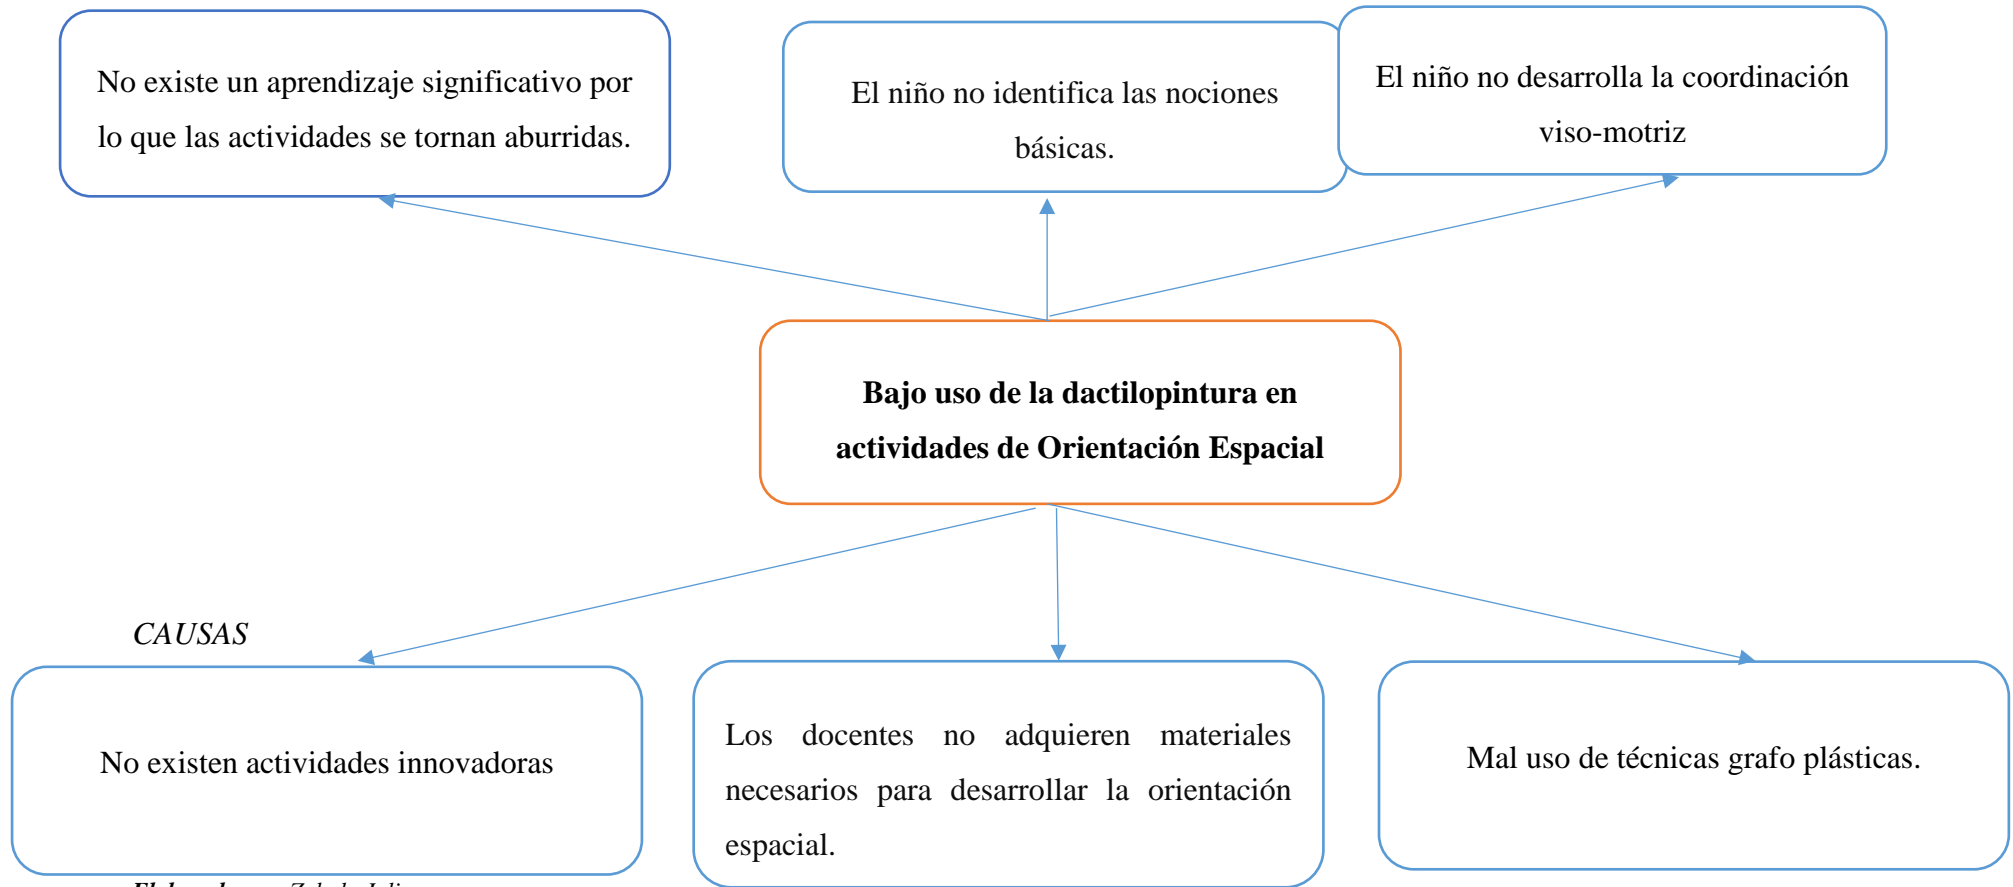 No existe un aprendizaje significativo por
lo que las actividades se tornan aburridas.
El niño no identifica las nociones
básicas.
El niño no desarrolla la coordinación
viso-motriz
Bajo uso de la dactilopintura en
actividades de Orientación Espacial
CAUSAS
No existen actividades innovadoras
Los docentes no adquieren materiales
necesarios para desarrollar la orientación
espacial.
Mal uso de técnicas grafo plásticas.